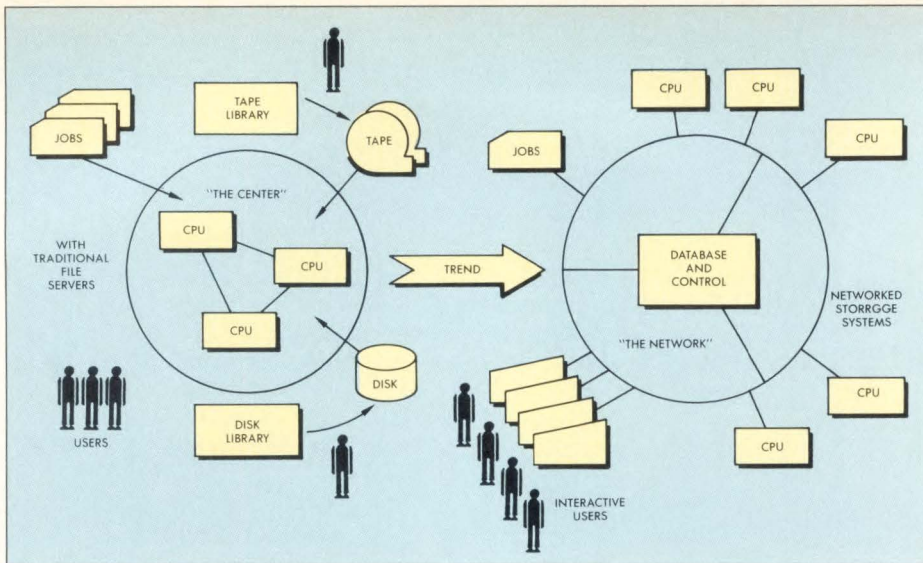 TAPE
LIBRARY
JOBS
TAPE
"THE CENTER"
CPU
CPU
CPU
WITH
TRADITIONAL
FILE
SERVERS
USERS
DISK
LIBRARY
DISK
TREND
CPU
CPU
CPU
JOBS
DATABASE
AND
CONTROL
NETWORKED
STORRGGE
SYSTEMS
"THE NETWORK"
CPU
CPU
INTERACTIVE
USERS